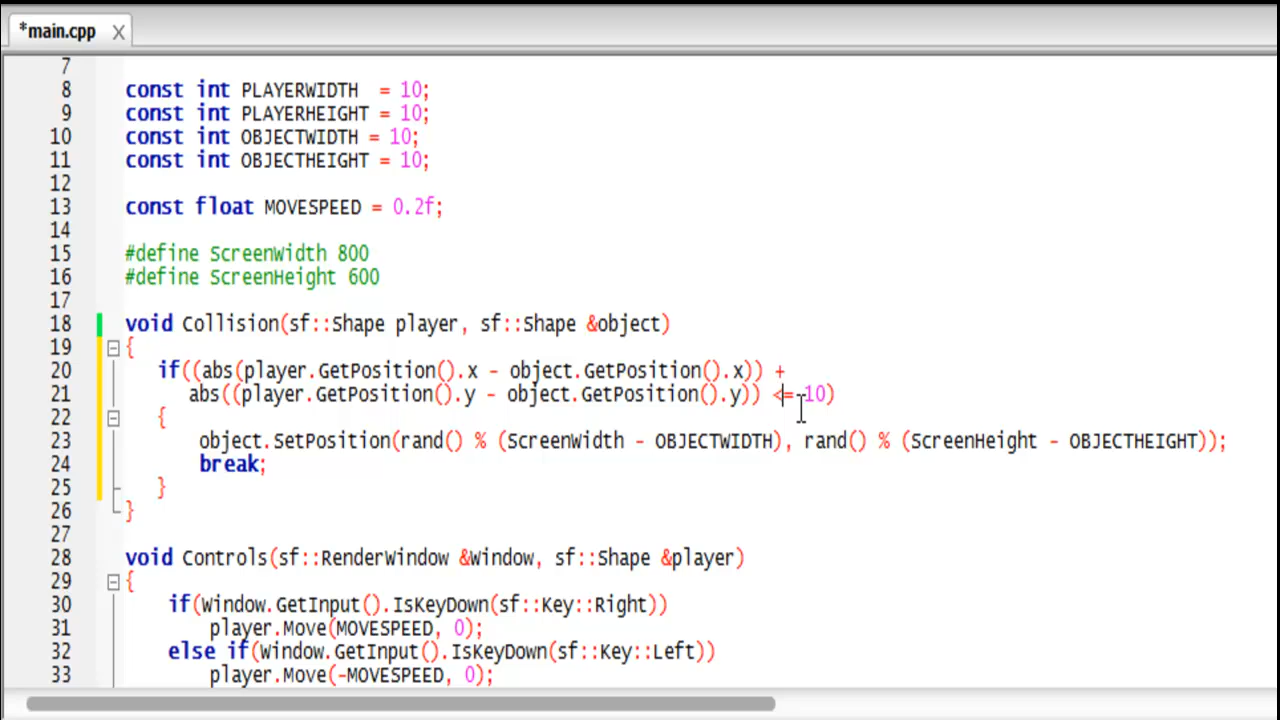 *main.cpp X
7
8 const int PLAYERWIDTH  = 10;
9 const int PLAYERHEIGHT = 10;
10 const int OBJECTWIDTH = 10;
11 const int OBJECTHEIGHT = 10;
12
13 const float MOVESPEED = 0.2f;
14
15 #define ScreenWidth 800
16 #define ScreenHeight 600
17
18 void Collision(sf::Shape player, sf::Shape &object)
19 {
20 if((abs(player.GetPosition().x - object.GetPosition().x)) +
21 abs((player.GetPosition().y - object.GetPosition().y)) <= 10)
22 {
23 object.SetPosition(rand() % (ScreenWidth - OBJECTWIDTH), rand() % (ScreenHeight - OBJECTHEIGHT));
24 break;
25 }
26 }
27
28 void Controls(sf::RenderWindow &Window, sf::Shape &player)
29 {
30 if(Window.GetInput().IsKeyDown(sf::Key::Right))
31 player.Move(MOVESPEED, 0);
32 else if(Window.GetInput().IsKeyDown(sf::Key::Left))
33 player.Move(-MOVESPEED, 0);